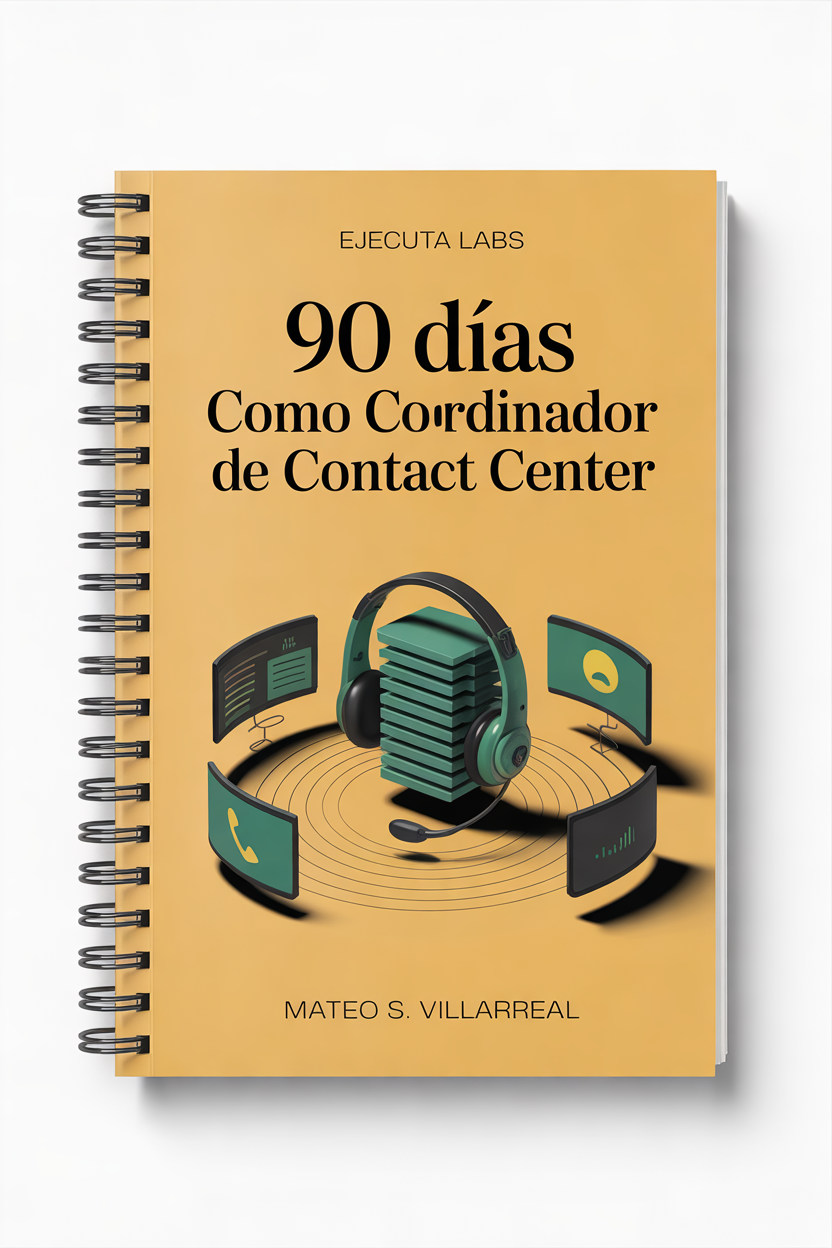 EJECUTA LABS
90 días
Como Coordinador
de Contact Center
MATEO S. VILLARREAL